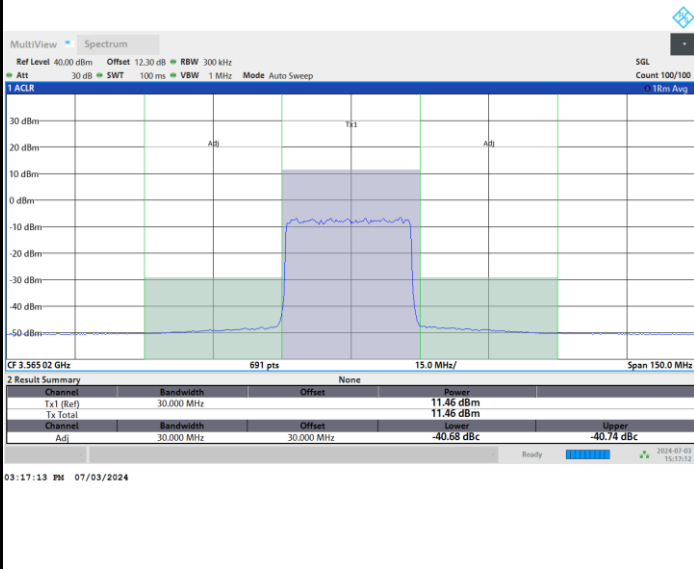 MultiView Spectrum
Ref Level 40.00 dBm Offset 12.30 dB RBW 300 kHz SGL
Att 30 dB SWT 100 ms VBW 1 MHz Mode Auto Sweep Count 100/100
1 ACLR 1Rm Avg
30 dBm
Tx1
20 dBm
Adj Adj
10 dBm
0 dBm
-10 dBm
-20 dBm
-30 dBm
-40 dBm
-50 dBm
CF 3.565 02 GHz 691 pts 15.0 MHz/ Span 150.0 MHz
2 Result Summary None
Channel Bandwidth Offset Power
Tx1 (Ref) 30.000 MHz 11.46 dBm
Tx Total 11.46 dBm
Channel Bandwidth Offset Lower Upper
Adj 30.000 MHz 30.000 MHz -40.68 dBc -40.74 dBc
Ready 2024-07-03
15:17:12
03:17:13 PM 07/03/2024